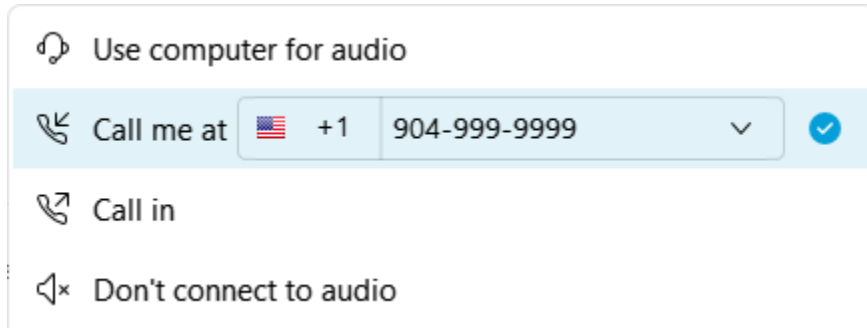 Use computer for audio
Call me at +1 904-999-9999
Call in
Don't connect to audio